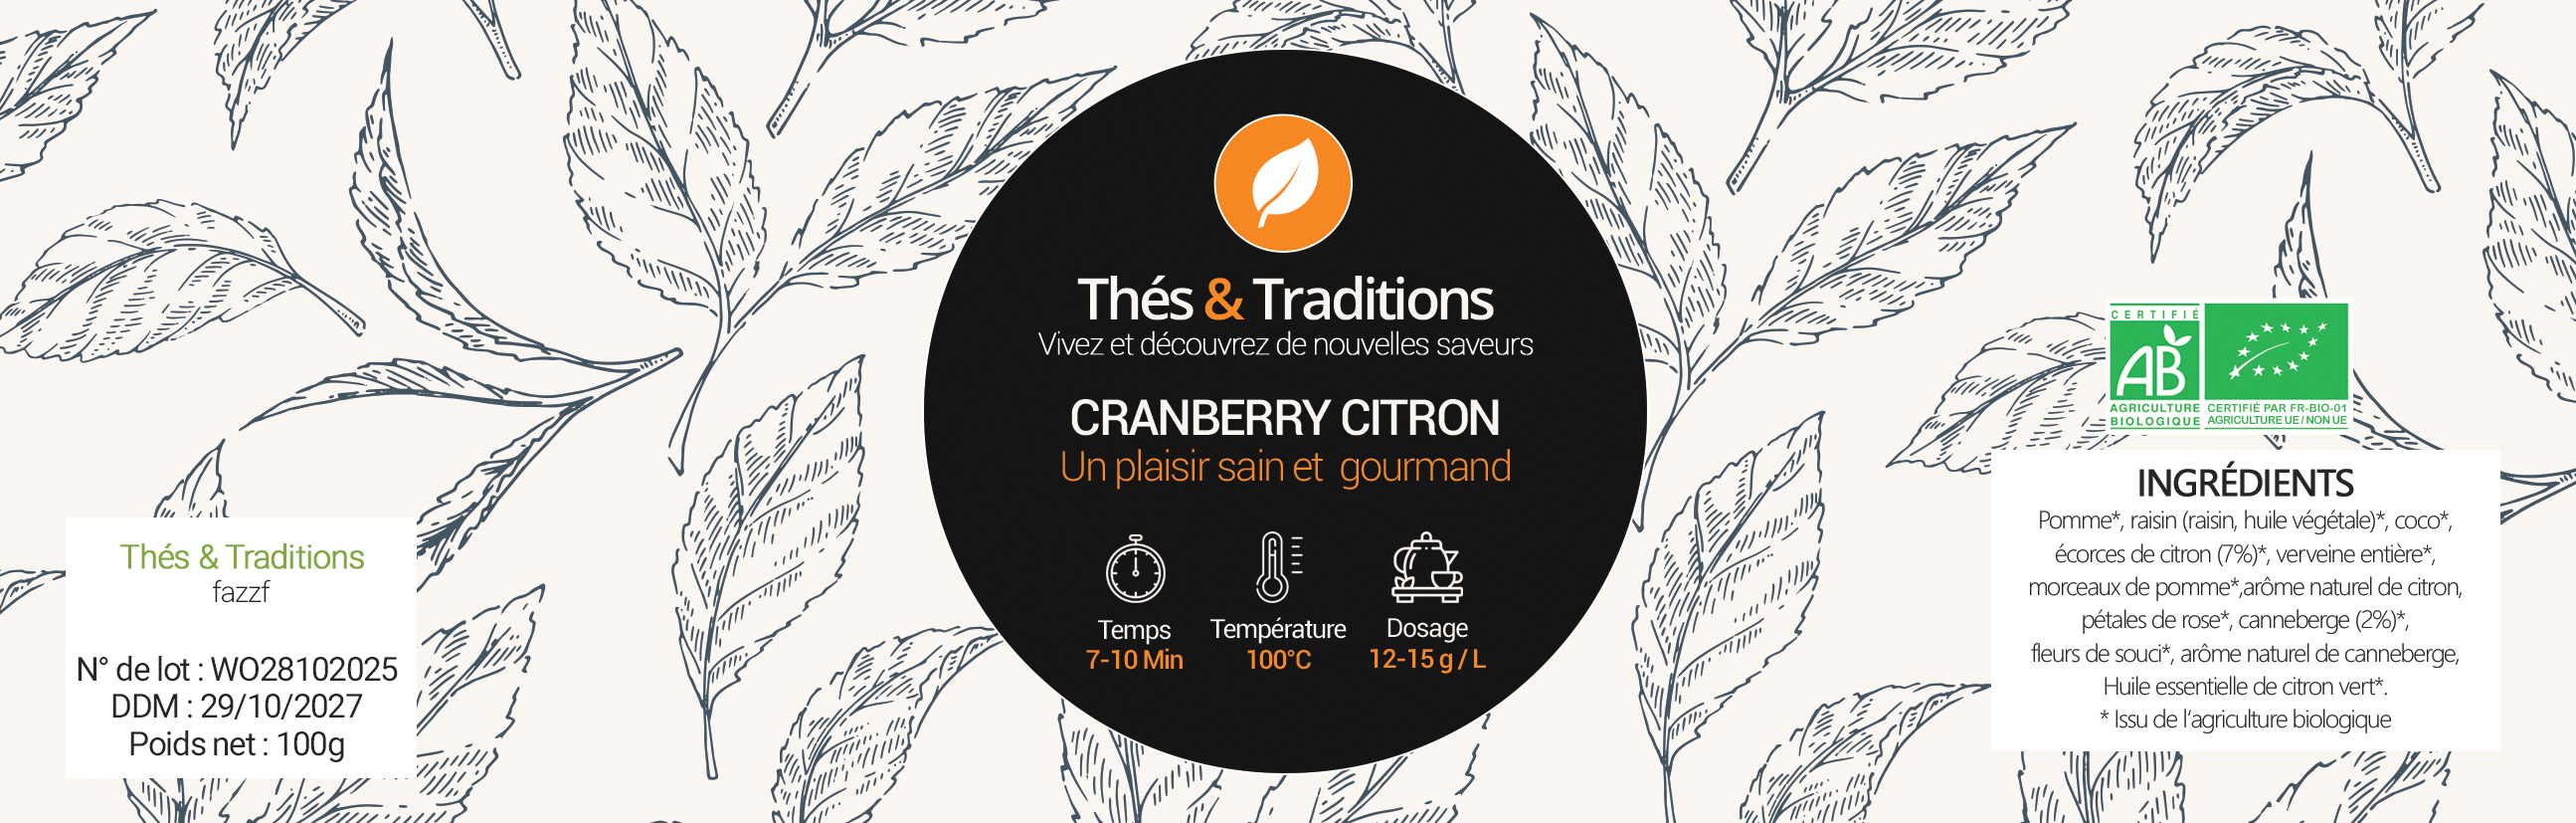 Thés & Traditions
Vivez et découvrez de nouvelles saveurs
CRANBERRY CITRON
Un plaisir sain et  gourmand
Temps
7-10 Min
Température
100°C
Dosage
12-15 g / L
Thés & Traditions
fazzf
N° de lot : WO28102025
DDM : 29/10/2027
Poids net : 100g
CERTIFIÉ
AB
AGRICULTURE
BIOLOGIQUE
CERTIFIÉ PAR FR-BIO-01
AGRICULTURE UE / NON UE
INGRÉDIENTS
Pomme*, raisin (raisin, huile végétale)*, coco*,
écorces de citron (7%)*, verveine entière*,
morceaux de pomme*,arôme naturel de citron,
pétales de rose*, canneberge (2%)*,
fleurs de souci*, arôme naturel de canneberge,
Huile essentielle de citron vert*.
* Issu de l'agriculture biologique